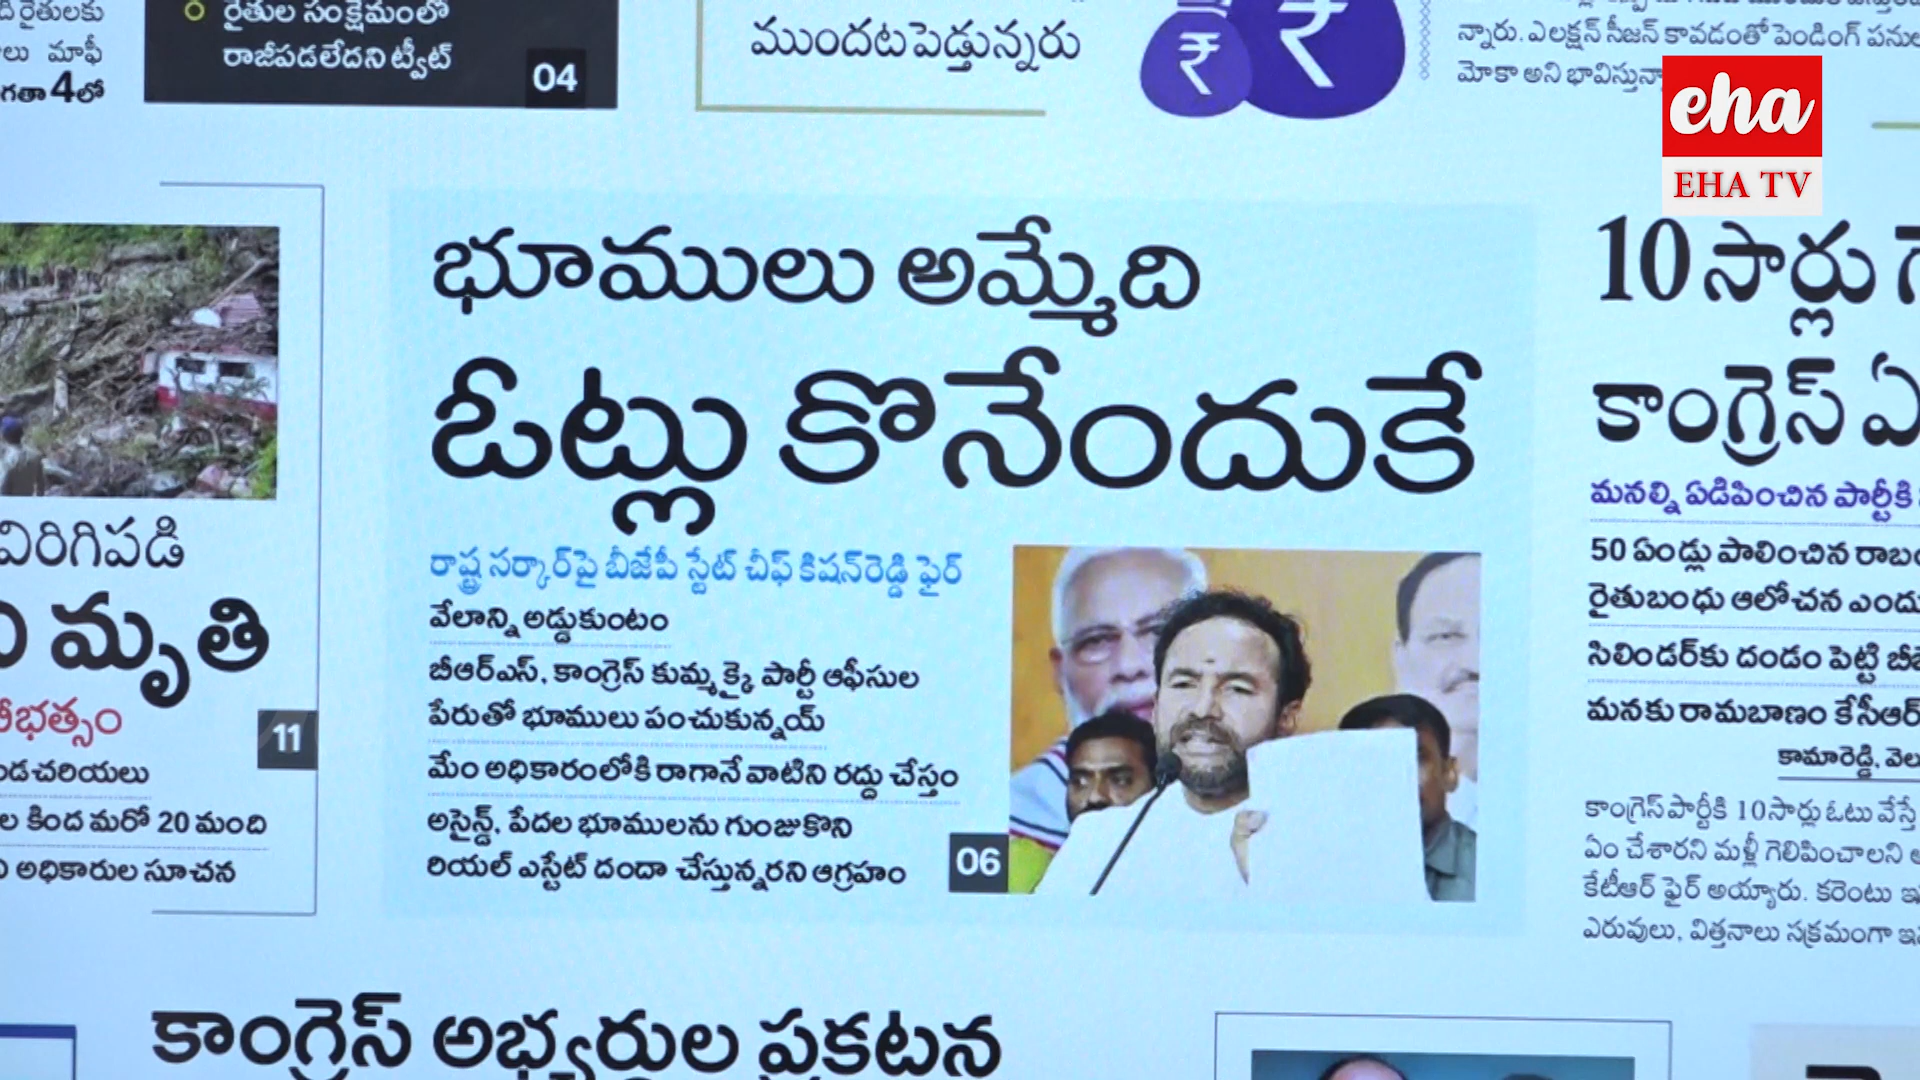 రైతులకు
లు మాఫీ
4లో
రైతుల సంక్షేమంలో
రాజీపడలేదని ట్వీట్
04
ముందటపెడ్తున్నరు
₹ ₹
న్నారు. ఎలక్షన్ సీజన్ కావడంతో పెండింగ్
మోకా అని
eha
EHA TV
భూములు అమ్మేది
ఓట్లు కొనేందుకే
రాష్ట్ర సర్కార్‌పై బీజేపీ స్టేట్ చీఫ్ కిషన్‌రెడ్డి ఫైర్
వేలాన్ని అడ్డుకుంటం
బీఆర్ఎస్, కాంగ్రెస్ కుమ్మక్కై పార్టీ ఆఫీసుల
పేరుతో భూములు పంచుకున్నయ్
మేం అధికారంలోకి రాగానే వాటిని రద్దు చేస్తం
అసైన్డ్, పేదల భూములను గుంజుకొని
రియల్ ఎస్టేట్ దందా చేస్తున్నరని ఆగ్రహం
06
విరిగిపడి
మృతి
11
కింద మరో 20 మంది
అధికారుల సూచన
10 సార్లు
కాంగ్రెస్
మనల్ని ఏడిపించిన పార్టీకి
50 ఏండ్లు పాలించిన
రైతుబంధు ఆలోచన
సిలిండర్‌కు దండం పెట్టి
మనకు రామబాణం కేసీఆర్
కామారెడ్డి,
కాంగ్రెస్ పార్టీకి 10 సార్లు ఓటు వేస్తే
ఏం చేశారని మళ్లీ గెలిపించాలని
కేటీఆర్ ఫైర్ అయ్యారు. కరెంటు
ఎరువులు, విత్తనాలు సక్రమంగా
కాంగ్రెస్ అభ్యర్థుల ప్రకటన